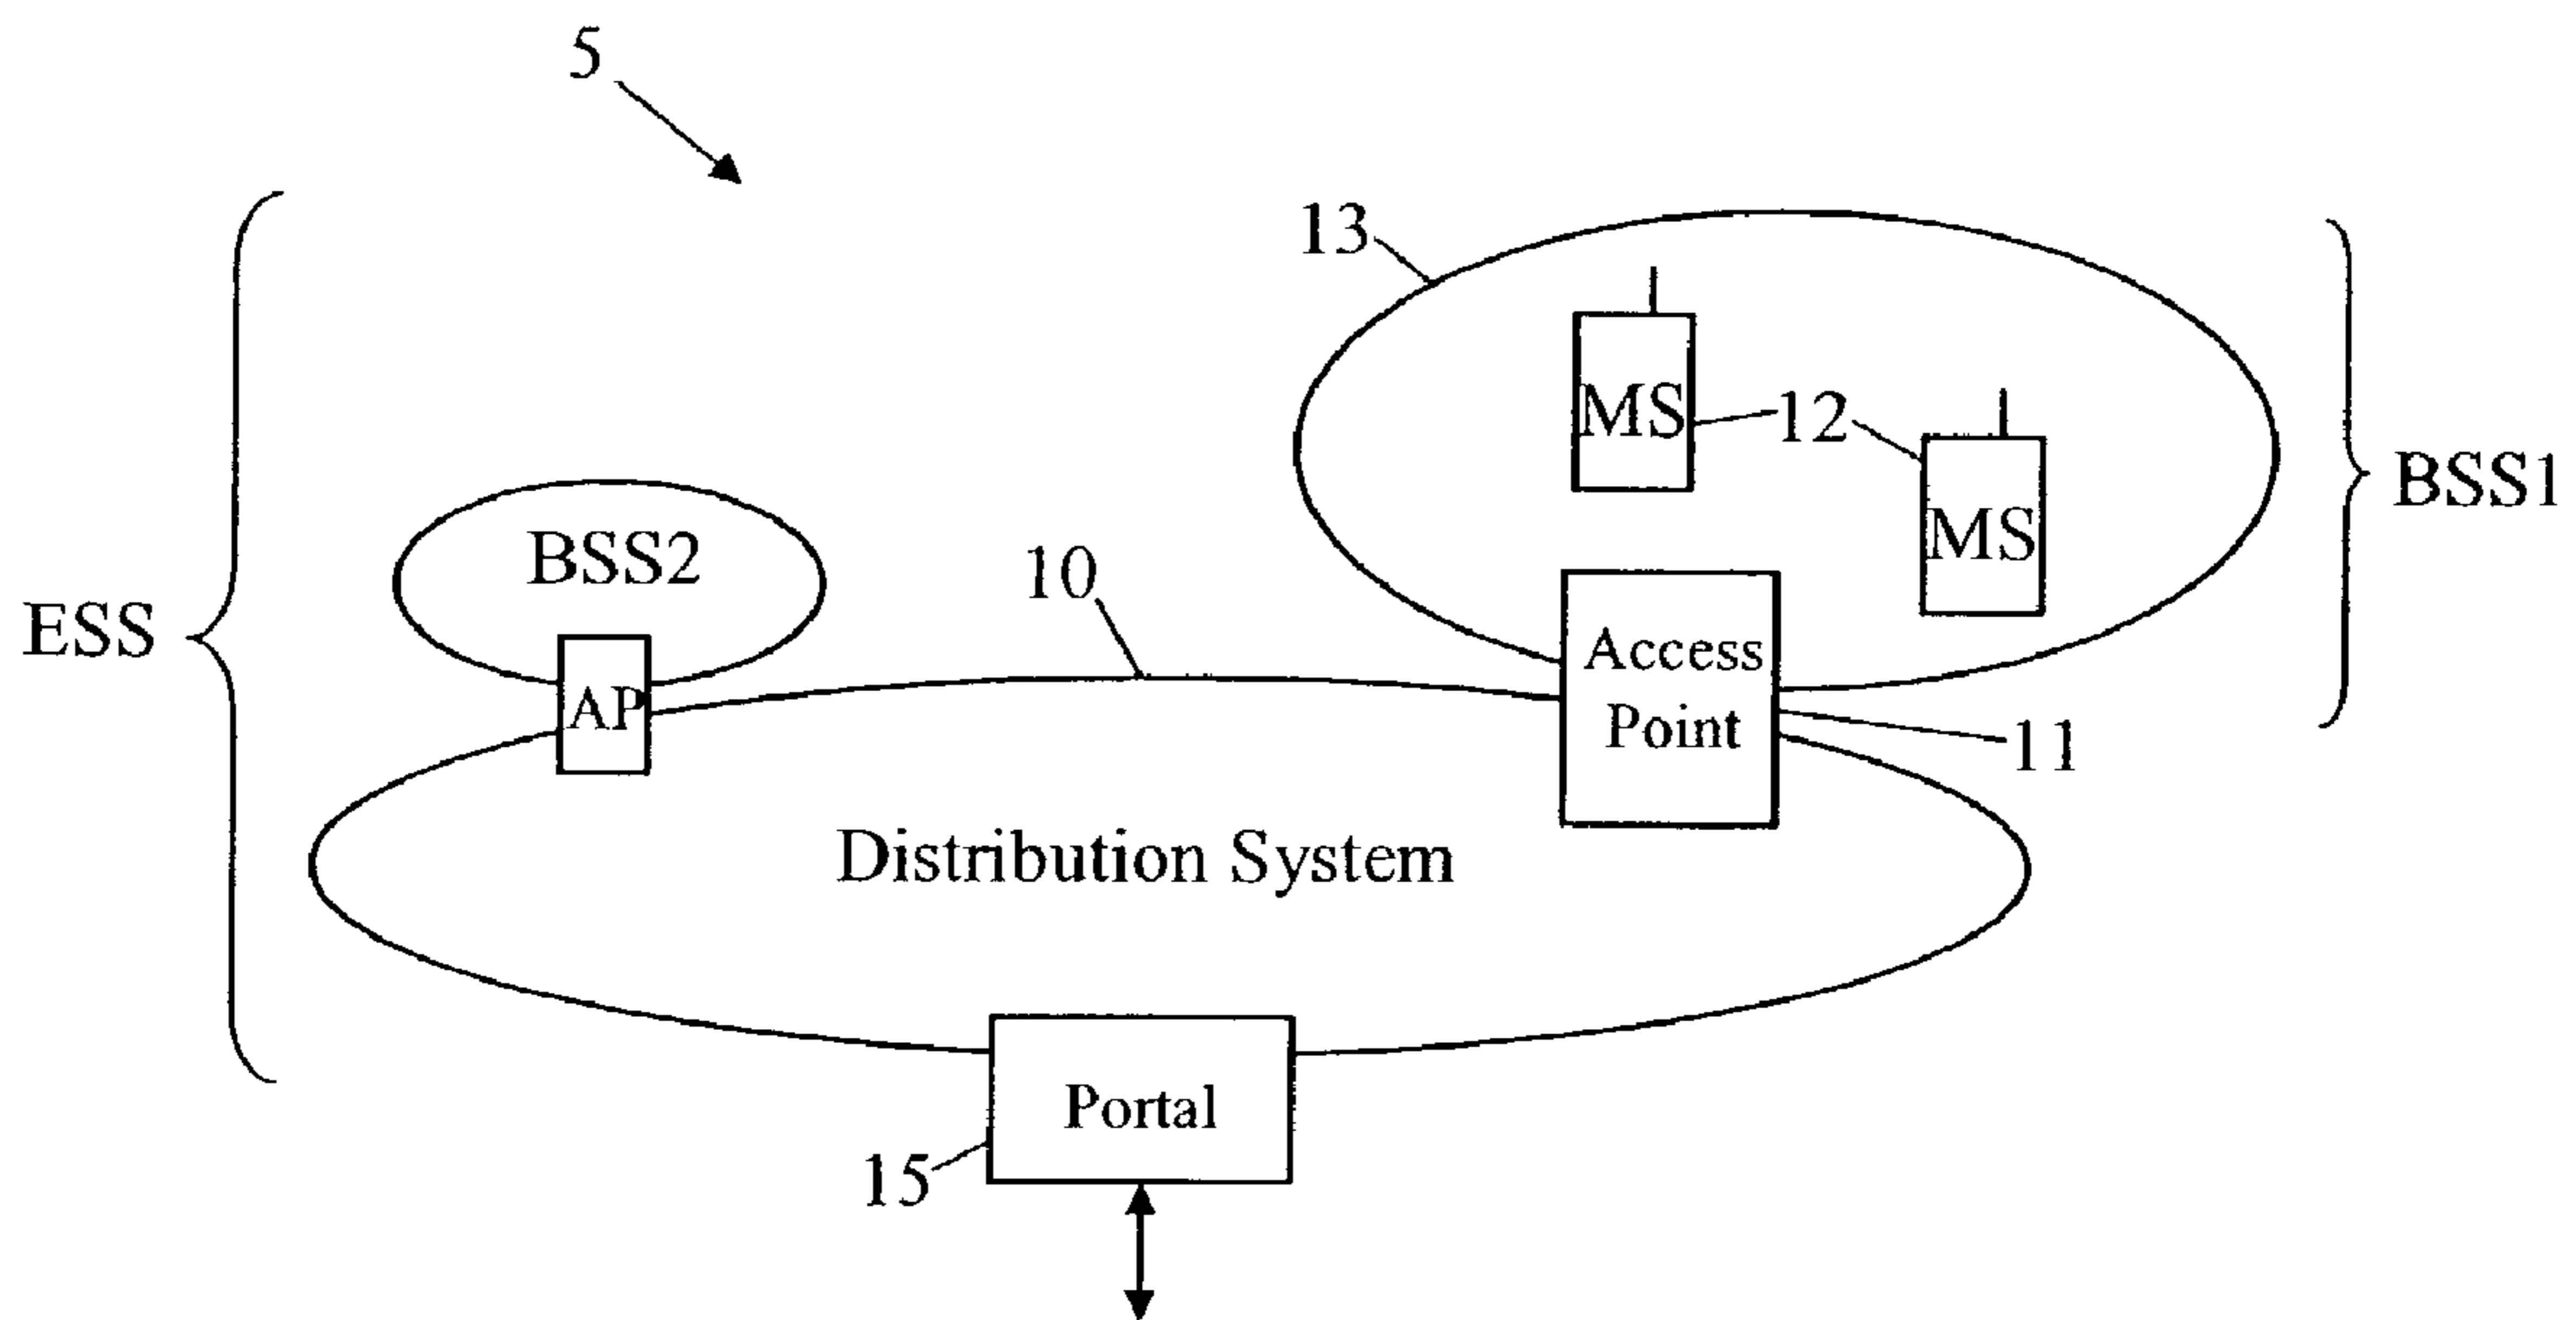 5
13
MS
12
MS
BSS1
BSS2
10
ESS
Access
Point
AP
11
Distribution System
Portal
15